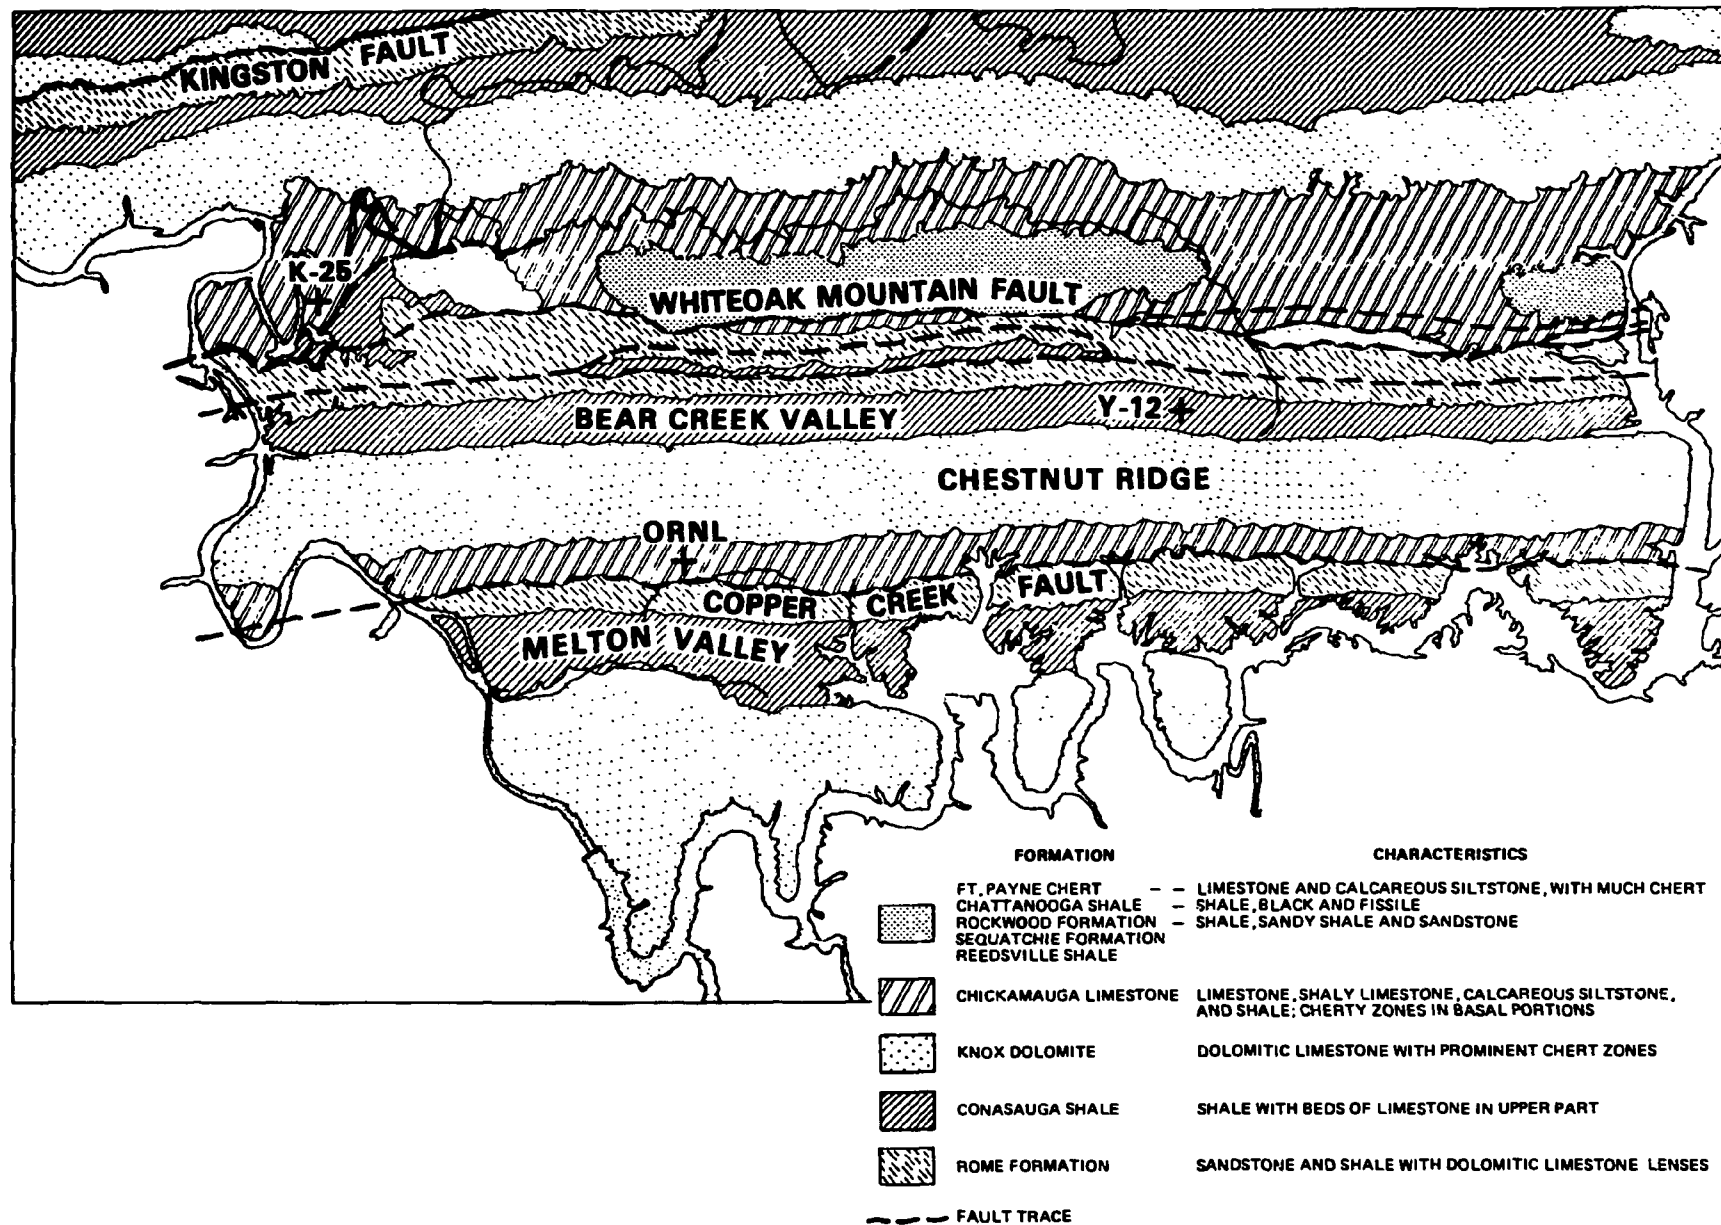 KINGSTON FAULT
K-25
WHITEOAK MOUNTAIN FAULT
BEAR CREEK VALLEY
Y-12
CHESTNUT RIDGE
ORNL
COPPER CREEK FAULT
MELTON VALLEY
FORMATION CHARACTERISTICS
FT. PAYNE CHERT – – LIMESTONE AND CALCAREOUS SILTSTONE, WITH MUCH CHERT
CHATTANOOGA SHALE – SHALE, BLACK AND FISSILE
ROCKWOOD FORMATION – SHALE, SANDY SHALE AND SANDSTONE
SEQUATCHIE FORMATION
REEDSVILLE SHALE
CHICKAMAUGA LIMESTONE LIMESTONE, SHALY LIMESTONE, CALCAREOUS SILTSTONE,
AND SHALE; CHERTY ZONES IN BASAL PORTIONS
KNOX DOLOMITE DOLOMITIC LIMESTONE WITH PROMINENT CHERT ZONES
CONASAUGA SHALE SHALE WITH BEDS OF LIMESTONE IN UPPER PART
ROME FORMATION SANDSTONE AND SHALE WITH DOLOMITIC LIMESTONE LENSES
FAULT TRACE